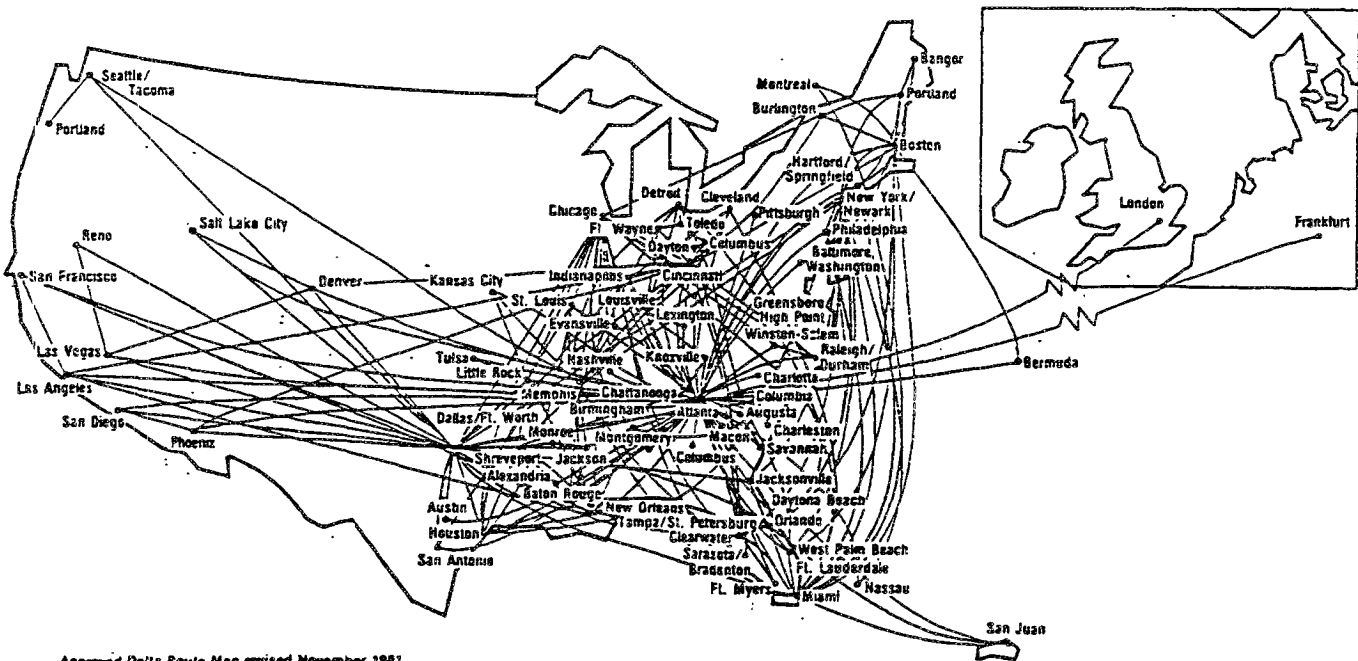 Seattle/
Tacoma
Portland
Salt Lake City
Reno
San Francisco
Denver
Las Vegas
Los Angeles
San Diego
Phoenix
Kansas City
St. Louis
Tulsa
Little Rock
Memphis
Dallas/Ft. Worth
Monroe
Shreveport
Jackson
Alexandria
Baton Rouge
New Orleans
Austin
Houston
San Antonio
Chicago
Detroit
Cleveland
Ft. Wayne
Toledo
Pittsburgh
Dayton
Columbus
Indianapolis
Cincinnati
Louisville
Lexington
Evansville
Nashville
Knoxville
Chattanooga
Birmingham
Atlanta
Montgomery
Macon
Columbus
Montreal
Burlington
Bangor
Portland
Boston
Hartford/
Springfield
New York/
Newark
Philadelphia
Baltimore
Washington
Greensboro
High Point
Winston-Salem
Raleigh/
Durham
Charlotte
Columbia
Augusta
Charleston
Savannah
Jacksonville
Daytona Beach
Orlando
Tampa/St. Petersburg
Clearwater
Sarasota/
Bradenton
West Palm Beach
Ft. Lauderdale
Ft. Myers
Miami
Nassau
San Juan
Bermuda
London
Frankfurt
Delta Route Map revised November 1981